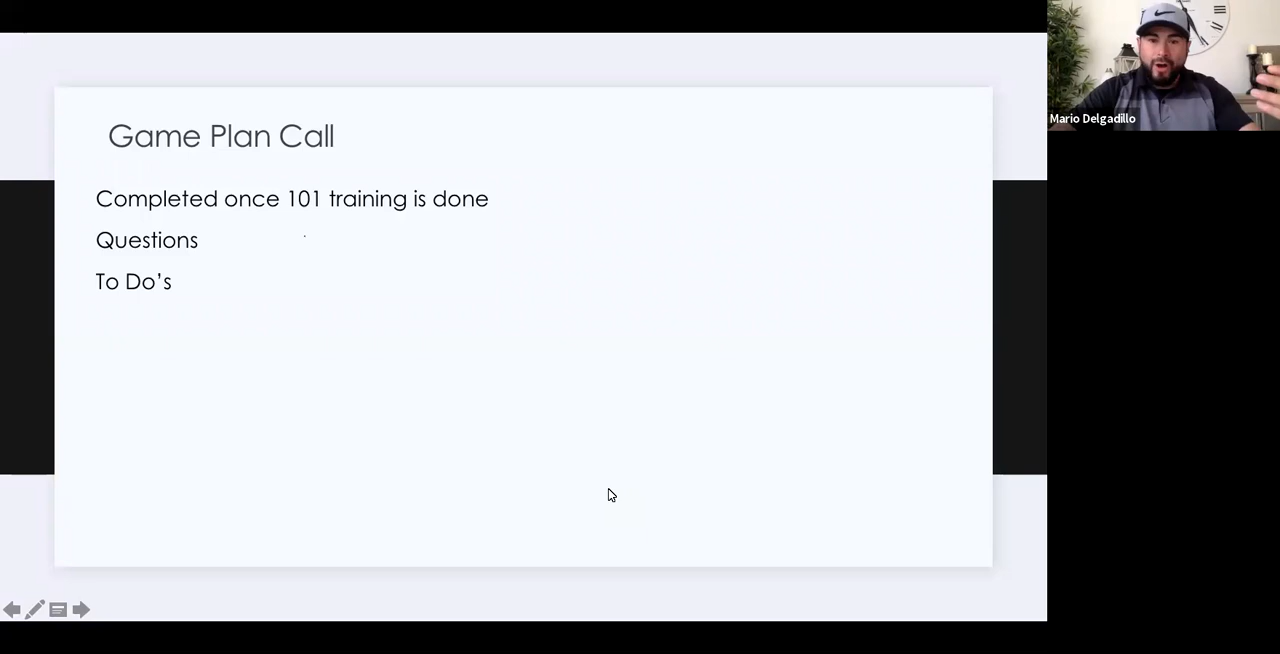 Game Plan Call
Completed once 101 training is done
Questions
To Do’s
Mario Delgadillo